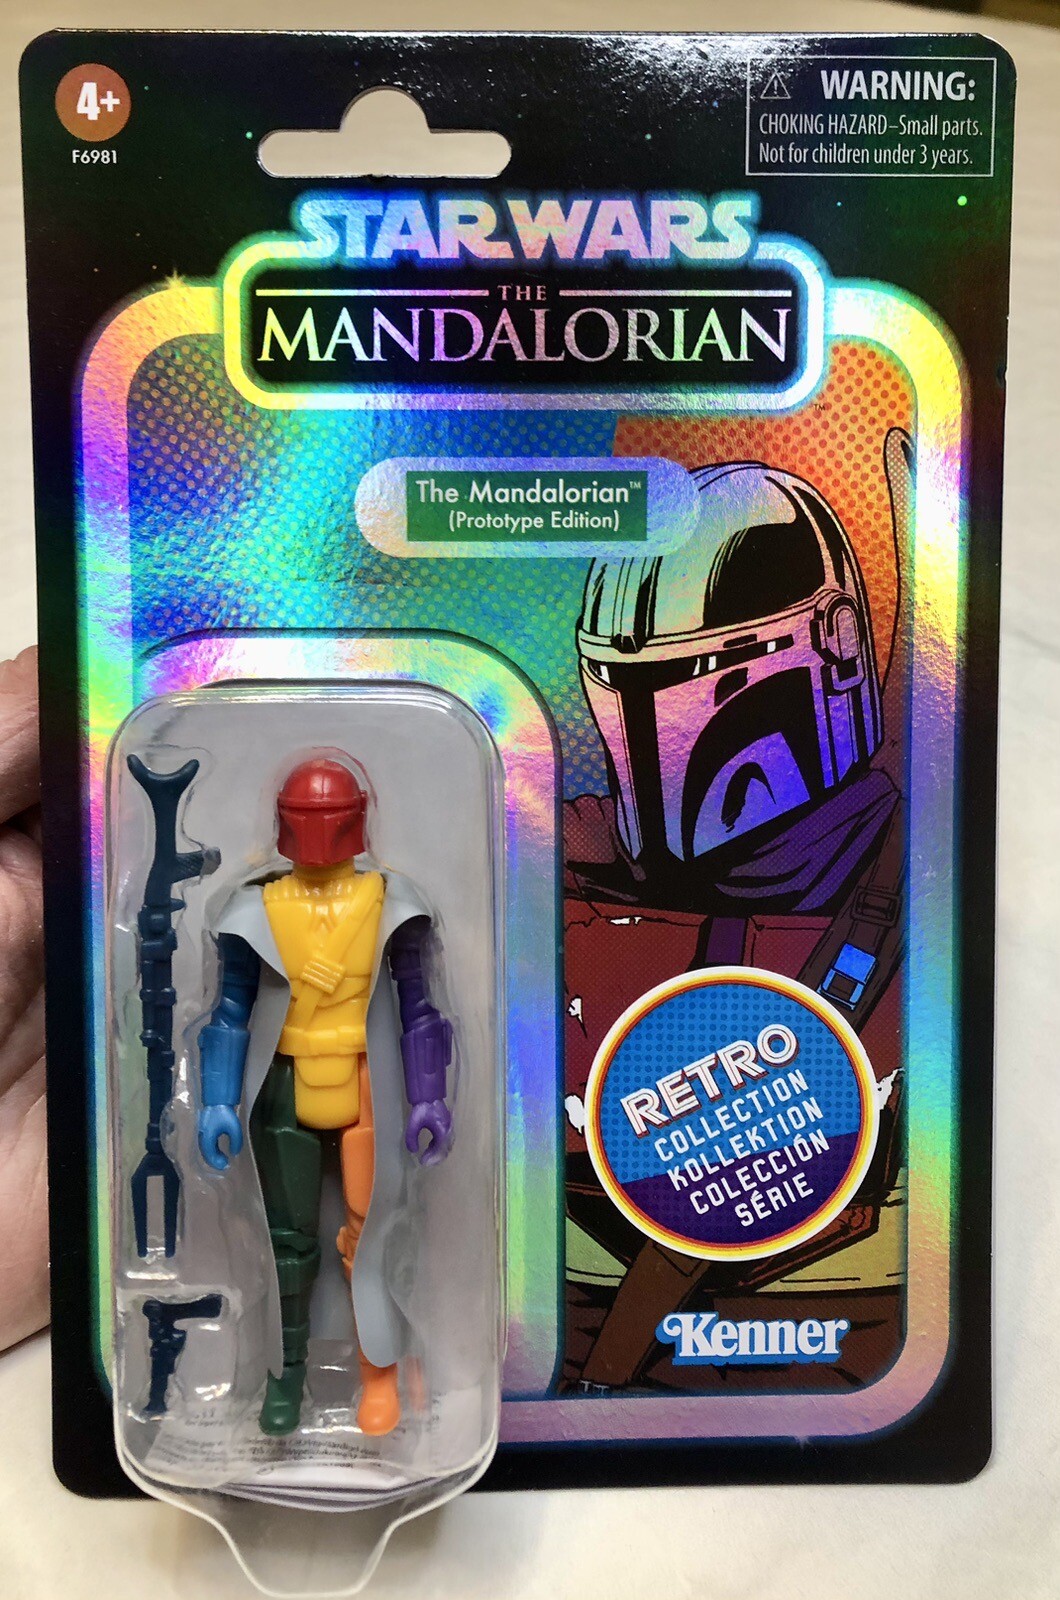 4+
F6981
WARNING:
CHOKING HAZARD–Small parts.
Not for children under 3 years.
STAR WARS
THE
MANDALORIAN
TM
The Mandalorian™
(Prototype Edition)
RETRO
COLLECTION
KOLLEKTION
COLECCIÓN
SÉRIE
Kenner